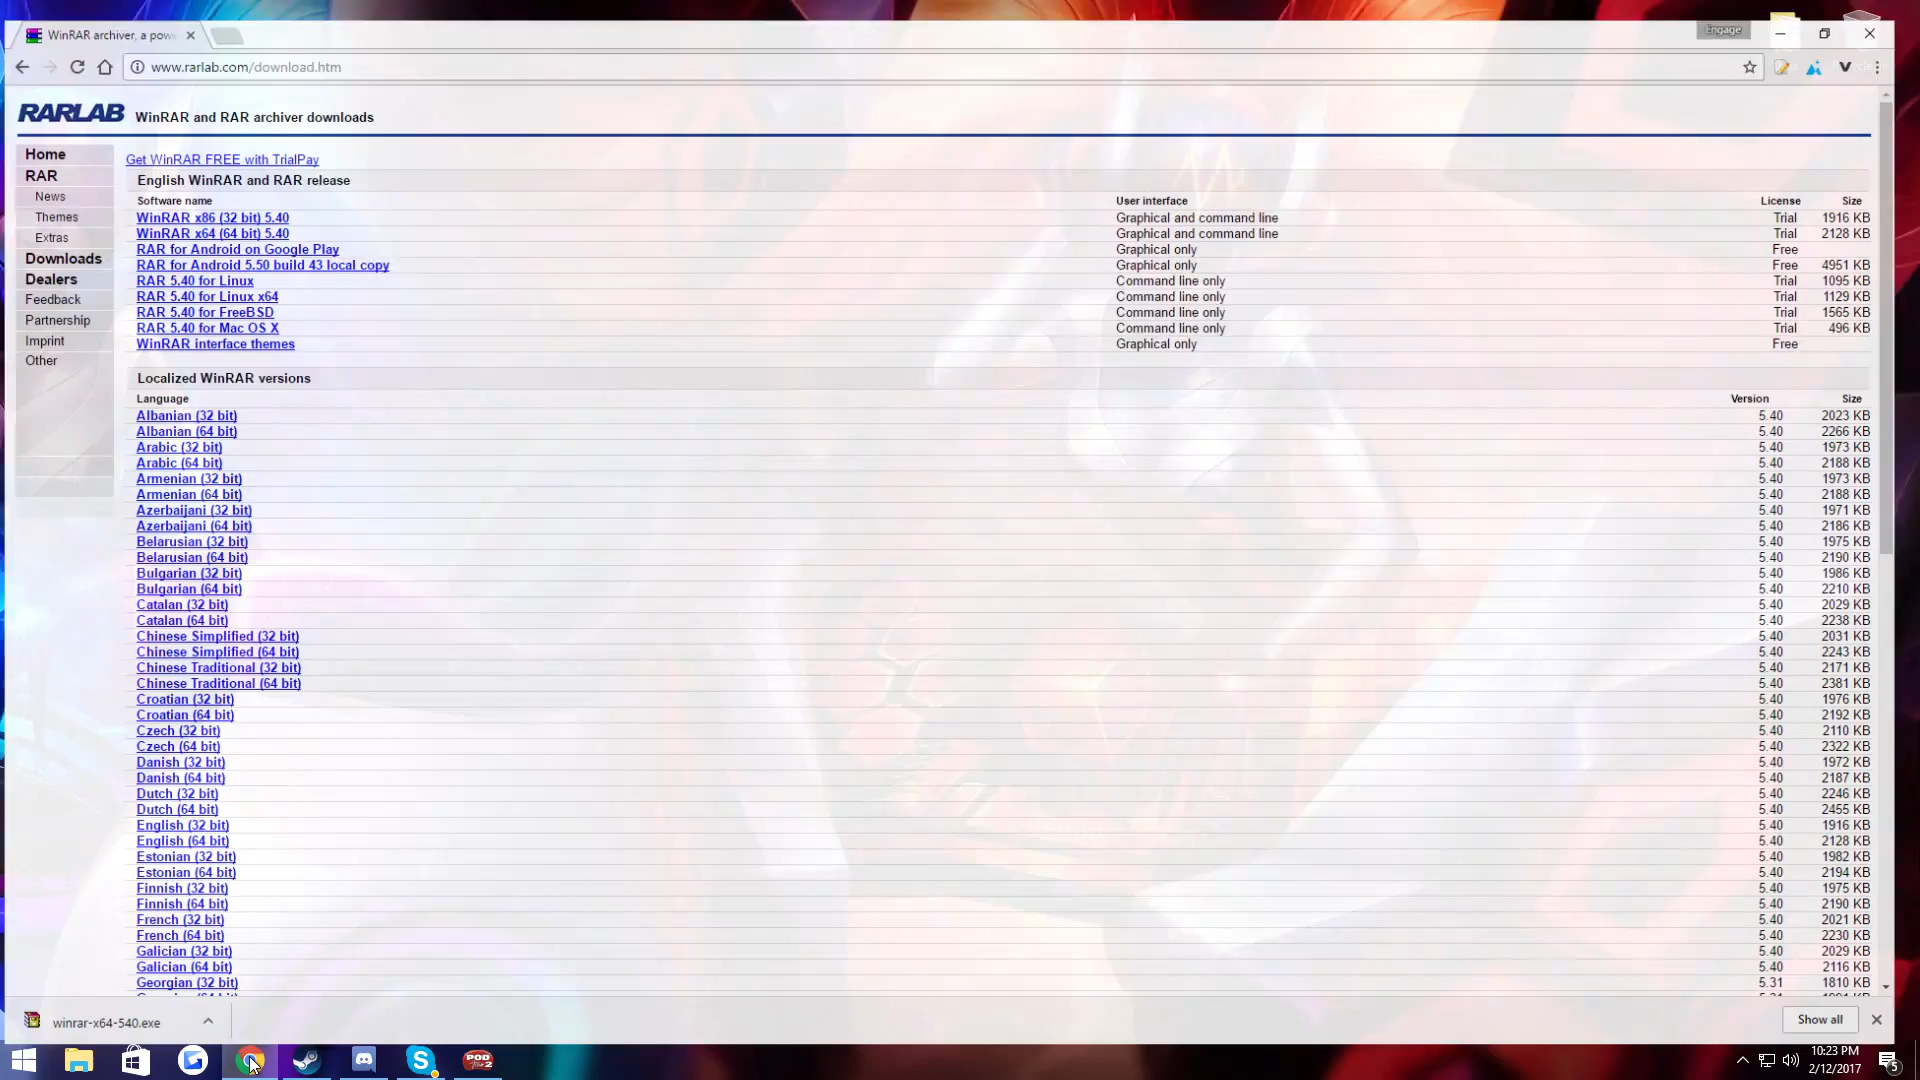 WinRAR archiver, a pow
Engage
www.rarlab.com/download.htm
RARLAB WinRAR and RAR archiver downloads
Home
RAR
News
Themes
Extras
Downloads
Dealers
Feedback
Partnership
Imprint
Other
Get WinRAR FREE with TrialPay
English WinRAR and RAR release
Software name User interface License Size
WinRAR x86 (32 bit) 5.40 Graphical and command line Trial 1916 KB
WinRAR x64 (64 bit) 5.40 Graphical and command line Trial 2128 KB
RAR for Android on Google Play Graphical only Free
RAR for Android 5.50 build 43 local copy Graphical only Free 4951 KB
RAR 5.40 for Linux Command line only Trial 1095 KB
RAR 5.40 for Linux x64 Command line only Trial 1129 KB
RAR 5.40 for FreeBSD Command line only Trial 1565 KB
RAR 5.40 for Mac OS X Command line only Trial 496 KB
WinRAR interface themes Graphical only Free
Localized WinRAR versions
Language Version Size
Albanian (32 bit) 5.40 2023 KB
Albanian (64 bit) 5.40 2266 KB
Arabic (32 bit) 5.40 1973 KB
Arabic (64 bit) 5.40 2188 KB
Armenian (32 bit) 5.40 1973 KB
Armenian (64 bit) 5.40 2188 KB
Azerbaijani (32 bit) 5.40 1971 KB
Azerbaijani (64 bit) 5.40 2186 KB
Belarusian (32 bit) 5.40 1975 KB
Belarusian (64 bit) 5.40 2190 KB
Bulgarian (32 bit) 5.40 1986 KB
Bulgarian (64 bit) 5.40 2210 KB
Catalan (32 bit) 5.40 2029 KB
Catalan (64 bit) 5.40 2238 KB
Chinese Simplified (32 bit) 5.40 2031 KB
Chinese Simplified (64 bit) 5.40 2243 KB
Chinese Traditional (32 bit) 5.40 2171 KB
Chinese Traditional (64 bit) 5.40 2381 KB
Croatian (32 bit) 5.40 1976 KB
Croatian (64 bit) 5.40 2192 KB
Czech (32 bit) 5.40 2110 KB
Czech (64 bit) 5.40 2322 KB
Danish (32 bit) 5.40 1972 KB
Danish (64 bit) 5.40 2187 KB
Dutch (32 bit) 5.40 2246 KB
Dutch (64 bit) 5.40 2455 KB
English (32 bit) 5.40 1916 KB
English (64 bit) 5.40 2128 KB
Estonian (32 bit) 5.40 1982 KB
Estonian (64 bit) 5.40 2194 KB
Finnish (32 bit) 5.40 1975 KB
Finnish (64 bit) 5.40 2190 KB
French (32 bit) 5.40 2021 KB
French (64 bit) 5.40 2230 KB
Galician (32 bit) 5.40 2029 KB
Galician (64 bit) 5.40 2116 KB
Georgian (32 bit) 5.31 1810 KB
winrar-x64-540.exe
Show all
10:23 PM
2/12/2017
5